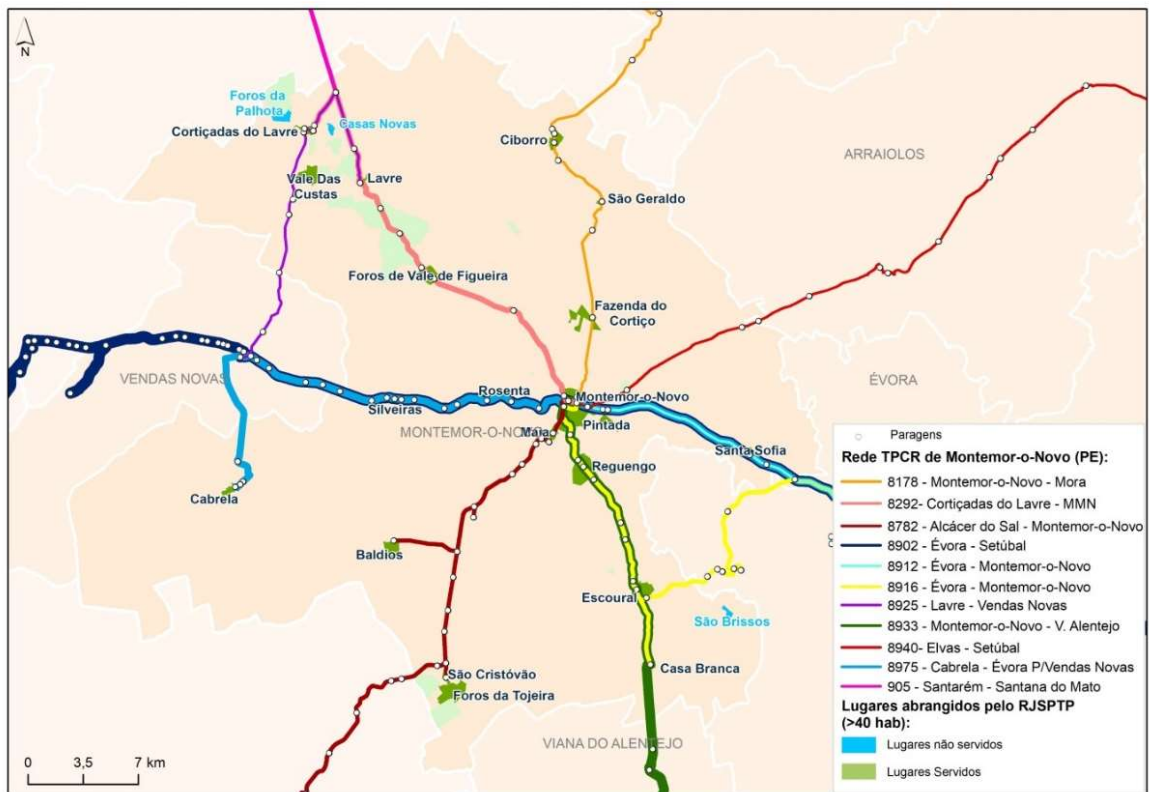 N
Foros da
Palhota
Casas Novas
Cortiçadas do Lavre
Ciborro
ARRAIOLOS
Vale Das
Custas
Lavre
São Geraldo
Foros de Vale de Figueira
Fazenda do
Cortiço
VENDAS NOVAS
ÉVORA
Rosenta
Montemor-o-Novo
Silveiras
Pintada
MONTEMOR-O-NOVO
Maia
Santa Sofia
Reguengo
Cabrela
Baldios
Escoural
São Brissos
Casa Branca
São Cristóvão
Foros da Tojeira
VIANA DO ALENTEJO
0 3,5 7 km
Paragens
Rede TPCR de Montemor-o-Novo (PE):
8178 - Montemor-o-Novo - Mora
8292- Cortiçadas do Lavre - MMN
8782 - Alcácer do Sal - Montemor-o-Novo
8902 - Évora - Setúbal
8912 - Évora - Montemor-o-Novo
8916 - Évora - Montemor-o-Novo
8925 - Lavre - Vendas Novas
8933 - Montemor-o-Novo - V. Alentejo
8940- Elvas - Setúbal
8975 - Cabrela - Évora P/Vendas Novas
905 - Santarém - Santana do Mato
Lugares abrangidos pelo RJSPTP
(>40 hab):
Lugares não servidos
Lugares Servidos